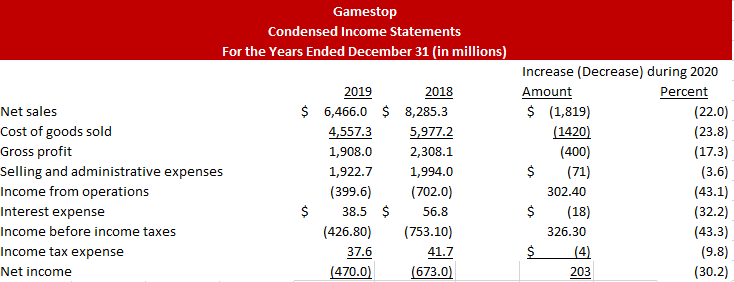 Gamestop
Condensed Income Statements
For the Years Ended December 31 (in millions)
Increase (Decrease) during 2020
2019 2018 Amount Percent
Net sales $ 6,466.0 $ 8,285.3 $ (1,819) (22.0)
Cost of goods sold 4,557.3 5,977.2 (1420) (23.8)
Gross profit 1,908.0 2,308.1 (400) (17.3)
Selling and administrative expenses 1,922.7 1,994.0 $ (71) (3.6)
Income from operations (399.6) (702.0) 302.40 (43.1)
Interest expense $ 38.5 $ 56.8 $ (18) (32.2)
Income before income taxes (426.80) (753.10) 326.30 (43.3)
Income tax expense 37.6 41.7 $ (4) (9.8)
Net income (470.0) (673.0) 203 (30.2)